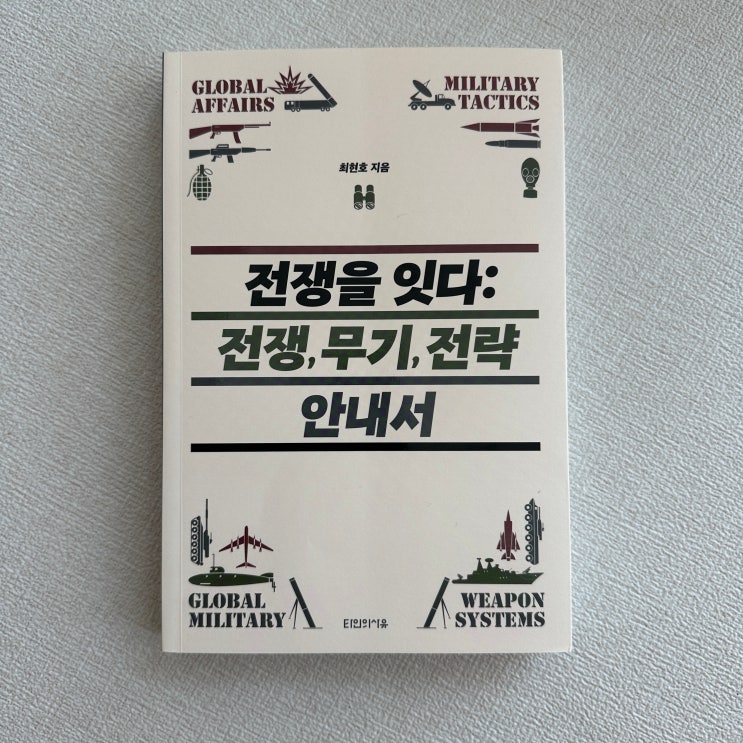 GLOBAL
AFFAIRS
MILITARY
TACTICS
최현호 지음
전쟁을 잇다:
전쟁, 무기, 전략
안내서
GLOBAL
MILITARY
타인의사유
WEAPON
SYSTEMS